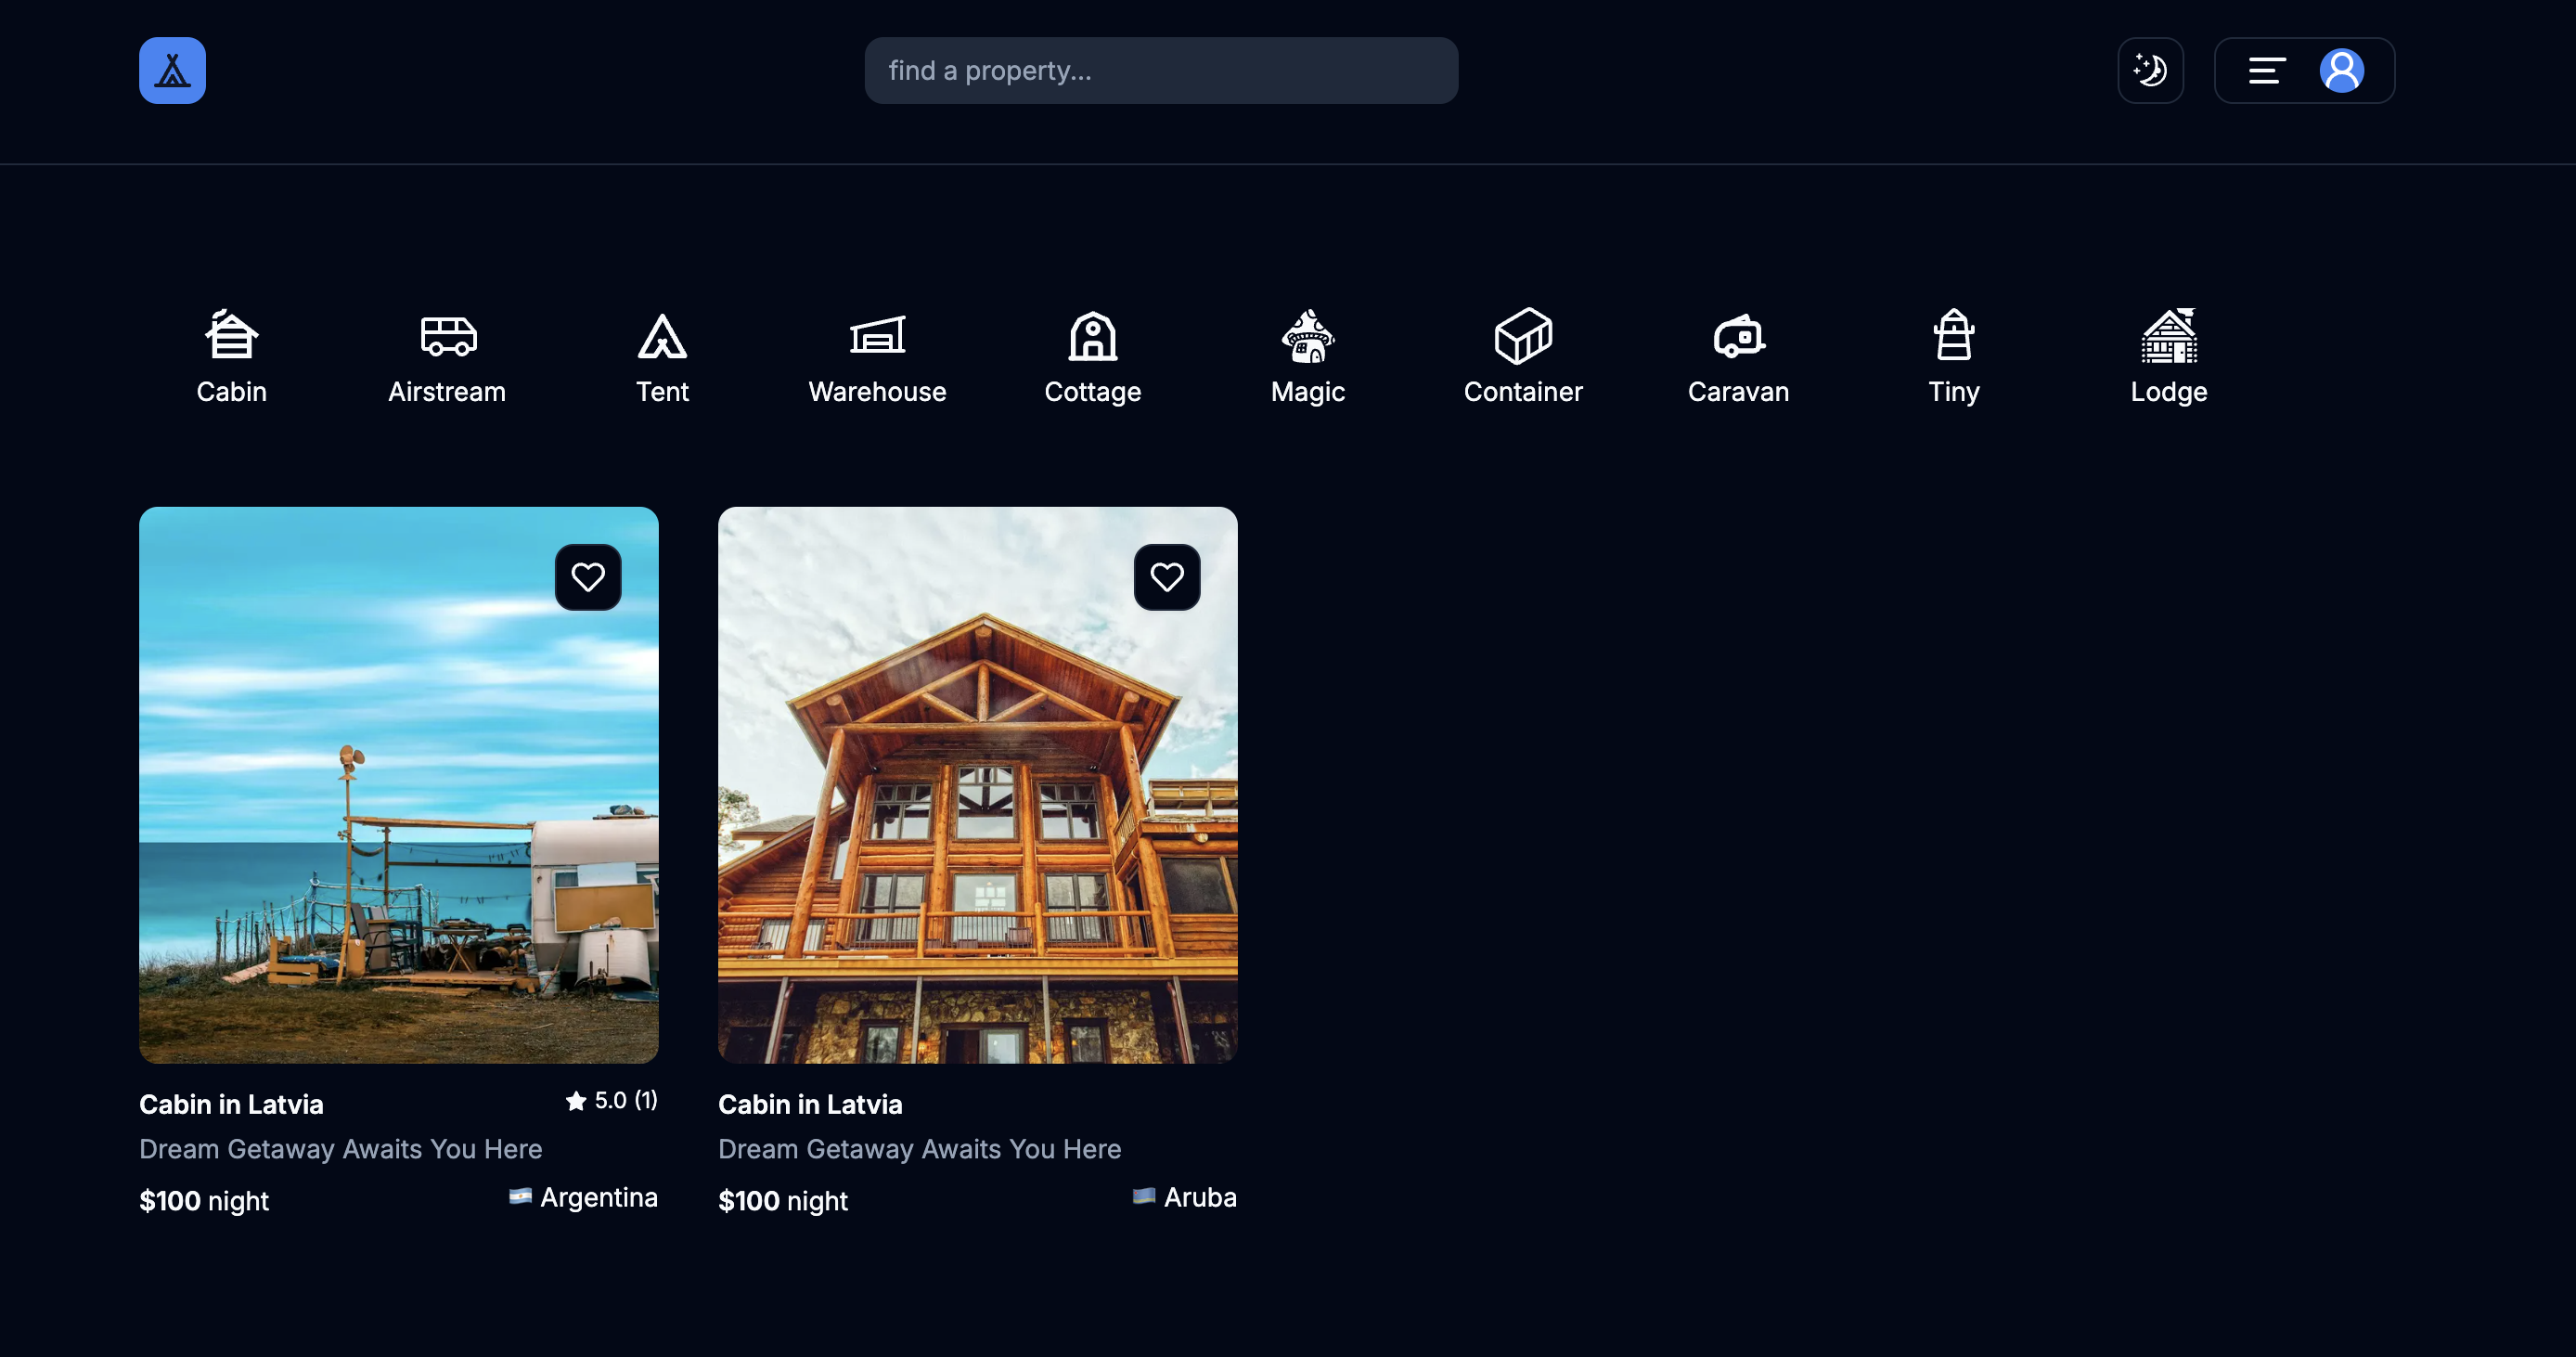 find a property...
Cabin Airstream Tent Warehouse Cottage Magic Container Caravan Tiny Lodge
Cabin in Latvia 5.0 (1)
Dream Getaway Awaits You Here
$100 night Argentina
Cabin in Latvia
Dream Getaway Awaits You Here
$100 night Aruba